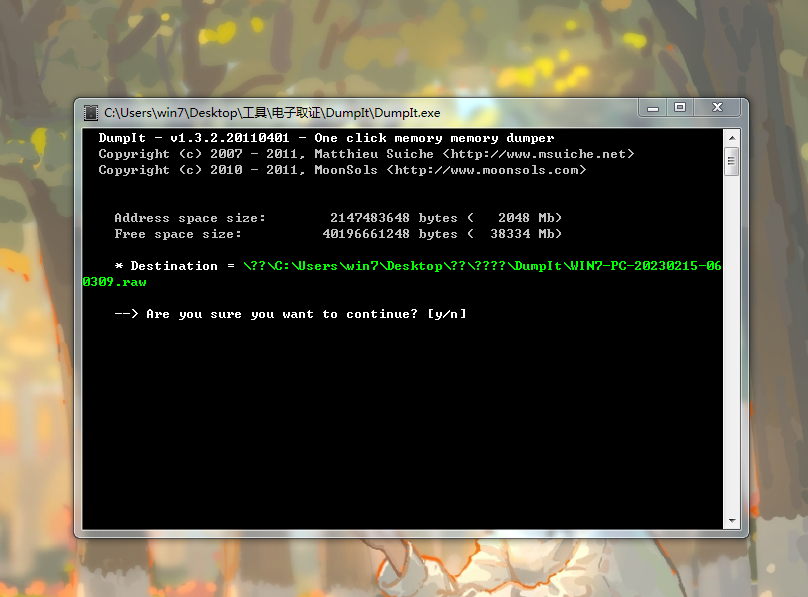 C:\Users\win7\Desktop\工具\电子取证\DumpIt\DumpIt.exe
DumpIt - v1.3.2.20110401 - One click memory memory dumper
Copyright (c) 2007 - 2011, Matthieu Suiche <http://www.msuiche.net>
Copyright (c) 2010 - 2011, MoonSols <http://www.moonsols.com>
Address space size: 2147483648 bytes ( 2048 Mb)
Free space size: 40196661248 bytes ( 38334 Mb)
* Destination = \??\C:\Users\win7\Desktop\??\????\DumpIt\WIN7-PC-20230215-06
0309.raw
--> Are you sure you want to continue? [y/n]